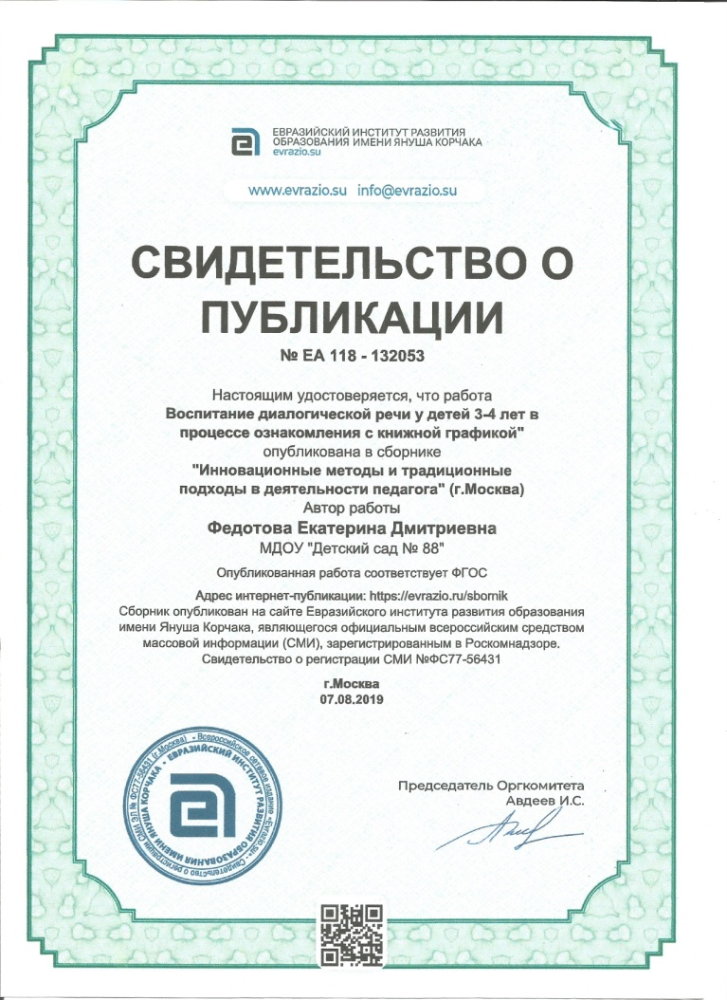 ЕВРАЗИЙСКИЙ ИНСТИТУТ РАЗВИТИЯ
ОБРАЗОВАНИЯ ИМЕНИ ЯНУША КОРЧАКА
evrazio.su
www.evrazio.su info@evrazio.su
СВИДЕТЕЛЬСТВО О
ПУБЛИКАЦИИ
№ ЕА 118 - 132053
Настоящим удостоверяется, что работа
Воспитание диалогической речи у детей 3-4 лет в
процессе ознакомления с книжной графикой"
опубликована в сборнике
"Инновационные методы и традиционные
подходы в деятельности педагога" (г.Москва)
Автор работы
Федотова Екатерина Дмитриевна
МДОУ "Детский сад № 88"
Опубликованная работа соответствует ФГОС
Адрес интернет-публикации: https://evrazio.ru/sbornik
Сборник опубликован на сайте Евразийского института развития образования
имени Януша Корчака, являющегося официальным всероссийским средством
массовой информации (СМИ), зарегистрированным в Роскомнадзоре.
Свидетельство о регистрации СМИ №ФС77-56431
г.Москва
07.08.2019
Председатель Оргкомитета
Авдеев И.С.
• Всероссийское сетевое издание «Evrazio.su» • Свидетельство о регистрации СМИ ЭЛ № ФС77-56431 (г.Москва)
• ЕВРАЗИЙСКИЙ ИНСТИТУТ РАЗВИТИЯ ОБРАЗОВАНИЯ ИМЕНИ ЯНУША КОРЧАКА